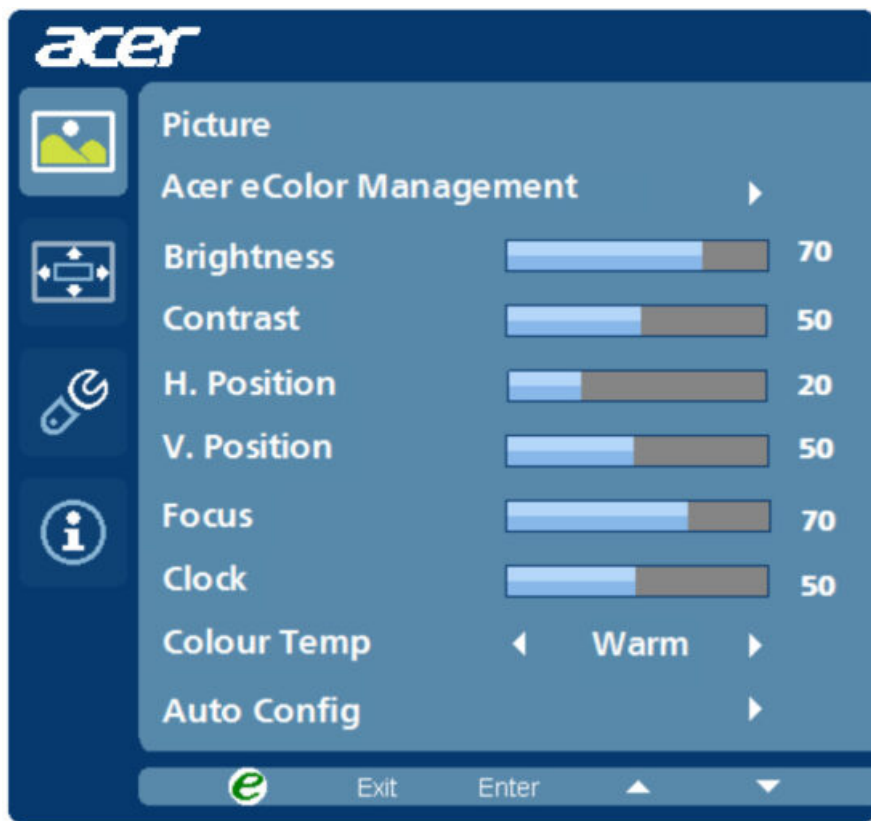 acer
Picture
Acer eColor Management
Brightness 70
Contrast 50
H. Position 20
V. Position 50
Focus 70
Clock 50
Colour Temp Warm
Auto Config
e Exit Enter